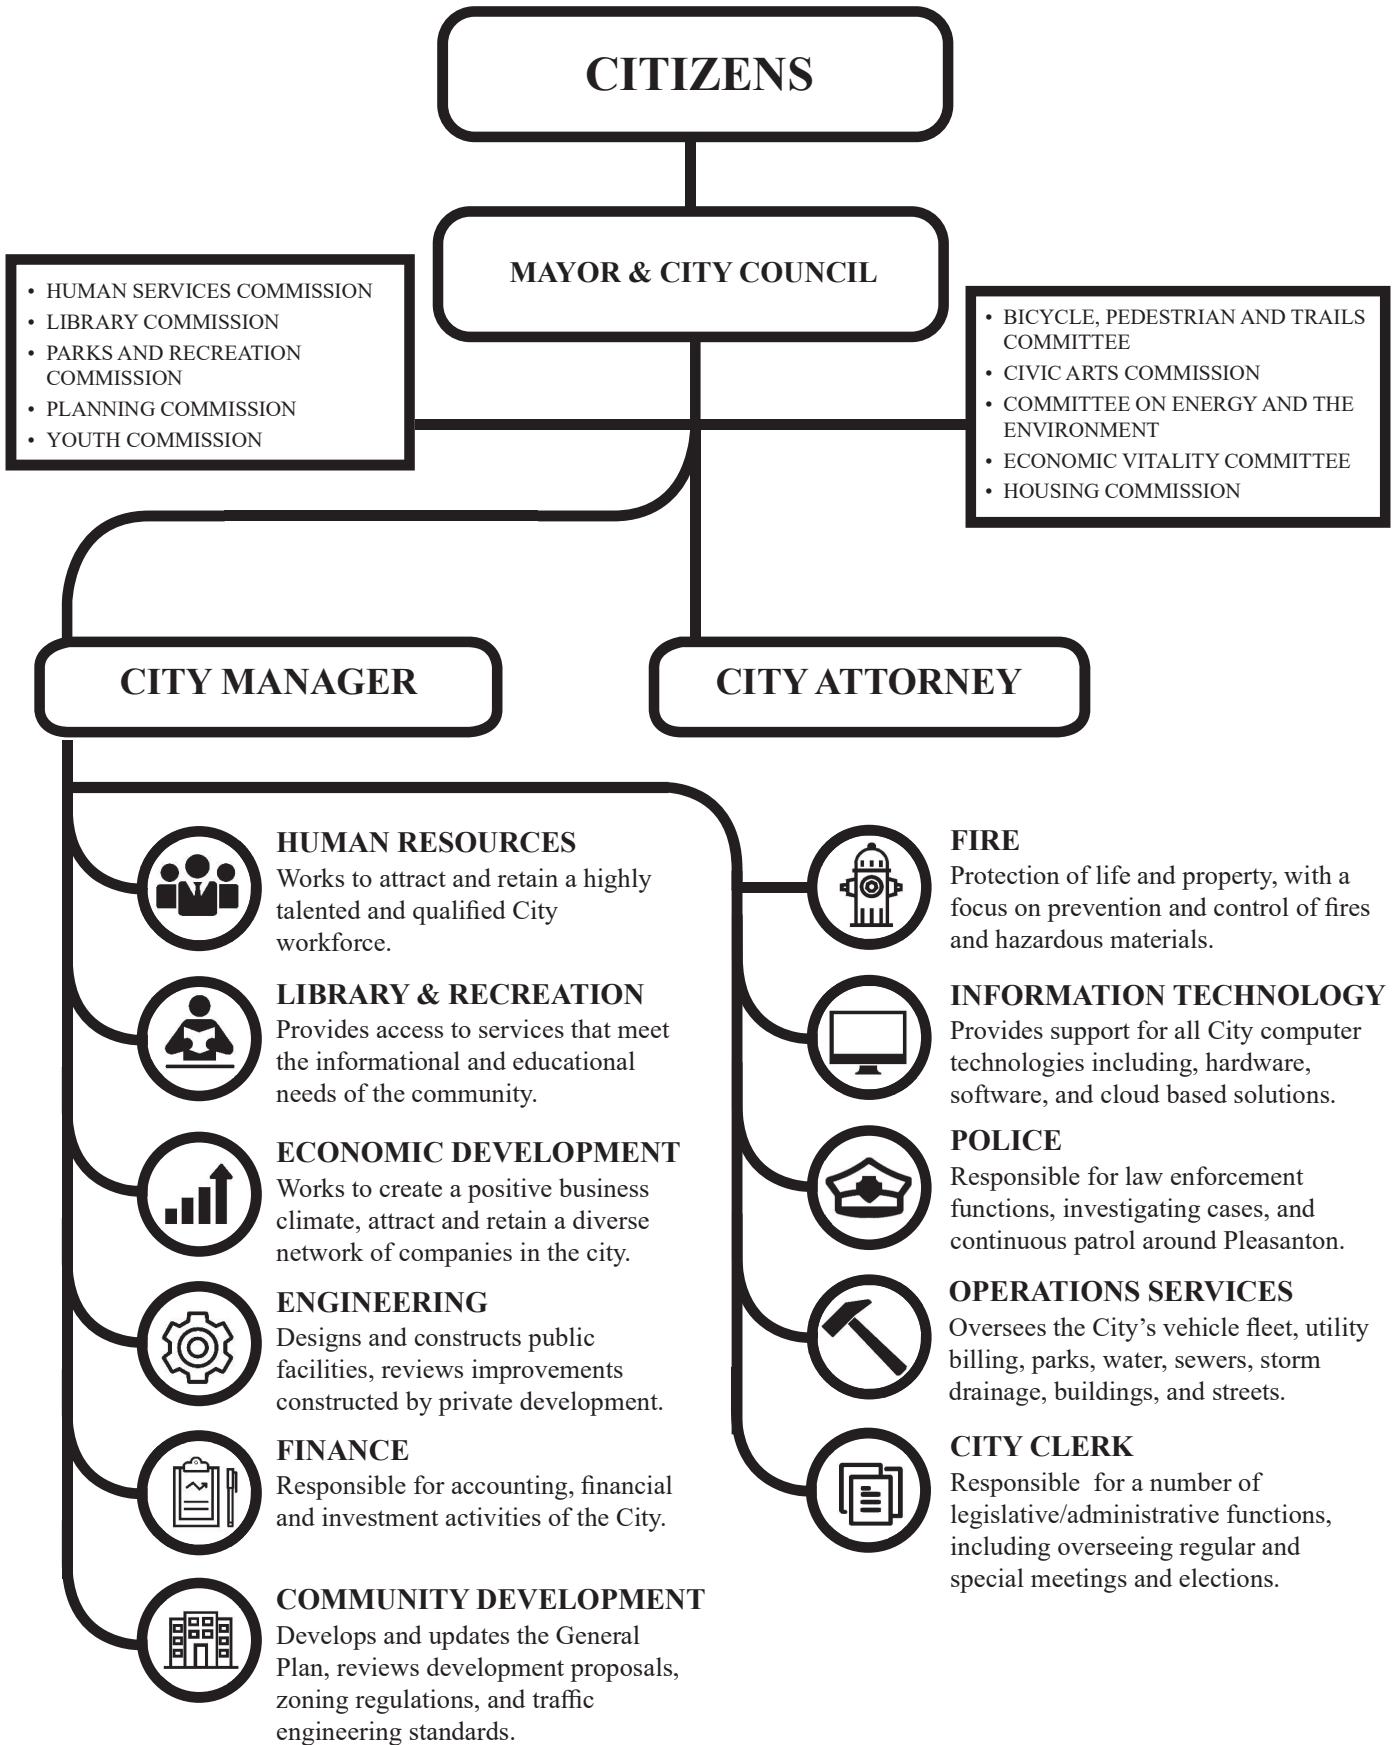 CITIZENS
MAYOR & CITY COUNCIL
• HUMAN SERVICES COMMISSION
• LIBRARY COMMISSION
• PARKS AND RECREATION
COMMISSION
• PLANNING COMMISSION
• YOUTH COMMISSION
• BICYCLE, PEDESTRIAN AND TRAILS
COMMITTEE
• CIVIC ARTS COMMISSION
• COMMITTEE ON ENERGY AND THE
ENVIRONMENT
• ECONOMIC VITALITY COMMITTEE
• HOUSING COMMISSION
CITY MANAGER
CITY ATTORNEY
HUMAN RESOURCES
Works to attract and retain a highly
talented and qualified City
workforce.
LIBRARY & RECREATION
Provides access to services that meet
the informational and educational
needs of the community.
ECONOMIC DEVELOPMENT
Works to create a positive business
climate, attract and retain a diverse
network of companies in the city.
ENGINEERING
Designs and constructs public
facilities, reviews improvements
constructed by private development.
FINANCE
Responsible for accounting, financial
and investment activities of the City.
COMMUNITY DEVELOPMENT
Develops and updates the General
Plan, reviews development proposals,
zoning regulations, and traffic
engineering standards.
FIRE
Protection of life and property, with a
focus on prevention and control of fires
and hazardous materials.
INFORMATION TECHNOLOGY
Provides support for all City computer
technologies including, hardware,
software, and cloud based solutions.
POLICE
Responsible for law enforcement
functions, investigating cases, and
continuous patrol around Pleasanton.
OPERATIONS SERVICES
Oversees the City’s vehicle fleet, utility
billing, parks, water, sewers, storm
drainage, buildings, and streets.
CITY CLERK
Responsible  for a number of
legislative/administrative functions,
including overseeing regular and
special meetings and elections.